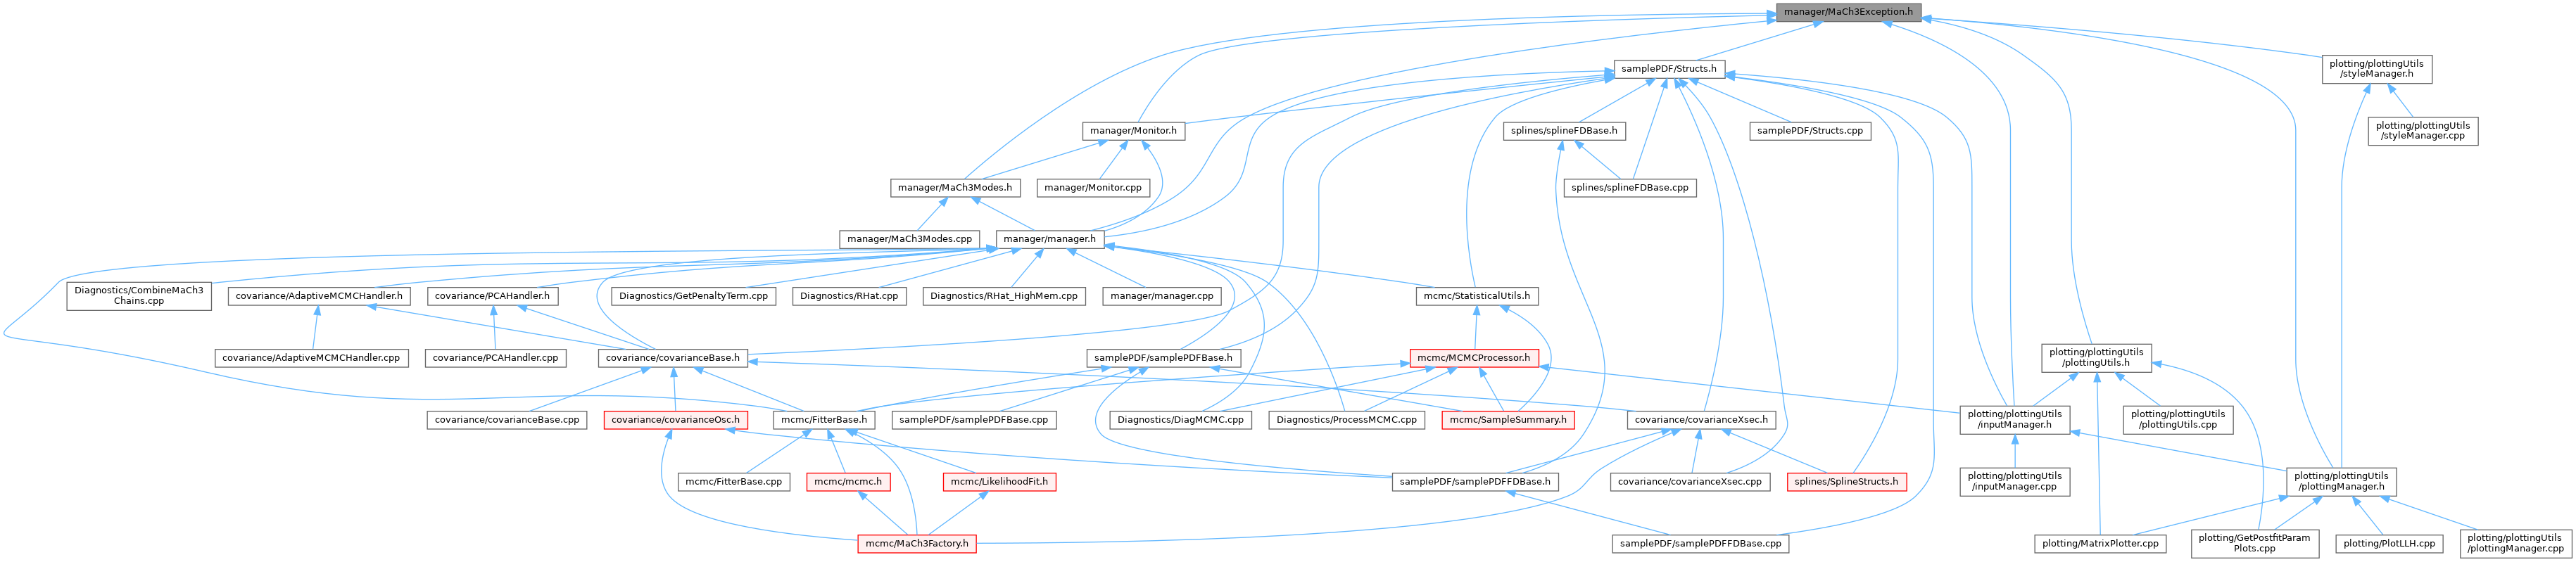 manager/MaCh3Exception.h
samplePDF/Structs.h
plotting/plottingUtils
/styleManager.h
manager/Monitor.h
splines/splineFDBase.h
samplePDF/Structs.cpp
plotting/plottingUtils
/styleManager.cpp
manager/MaCh3Modes.h
manager/Monitor.cpp
splines/splineFDBase.cpp
manager/MaCh3Modes.cpp
manager/manager.h
Diagnostics/CombineMaCh3
Chains.cpp
covariance/AdaptiveMCMCHandler.h
covariance/PCAHandler.h
Diagnostics/GetPenaltyTerm.cpp
Diagnostics/RHat.cpp
Diagnostics/RHat_HighMem.cpp
manager/manager.cpp
mcmc/StatisticalUtils.h
covariance/AdaptiveMCMCHandler.cpp
covariance/PCAHandler.cpp
covariance/covarianceBase.h
samplePDF/samplePDFBase.h
mcmc/MCMCProcessor.h
plotting/plottingUtils
/plottingUtils.h
covariance/covarianceBase.cpp
covariance/covarianceOsc.h
mcmc/FitterBase.h
samplePDF/samplePDFBase.cpp
Diagnostics/DiagMCMC.cpp
Diagnostics/ProcessMCMC.cpp
mcmc/SampleSummary.h
covariance/covarianceXsec.h
plotting/plottingUtils
/inputManager.h
plotting/plottingUtils
/plottingUtils.cpp
mcmc/FitterBase.cpp
mcmc/mcmc.h
mcmc/LikelihoodFit.h
samplePDF/samplePDFFDBase.h
covariance/covarianceXsec.cpp
splines/SplineStructs.h
plotting/plottingUtils
/inputManager.cpp
plotting/plottingUtils
/plottingManager.h
mcmc/MaCh3Factory.h
samplePDF/samplePDFFDBase.cpp
plotting/MatrixPlotter.cpp
plotting/GetPostfitParam
Plots.cpp
plotting/PlotLLH.cpp
plotting/plottingUtils
/plottingManager.cpp